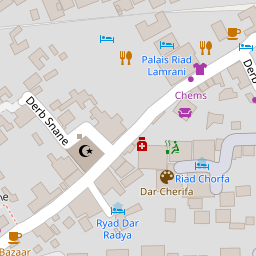 Palais Riad
Lamrani
Derb
Chems
Derb Snane
Riad Chorfa
Dar Cherifa
Ryad Dar
Radya
Bazaar